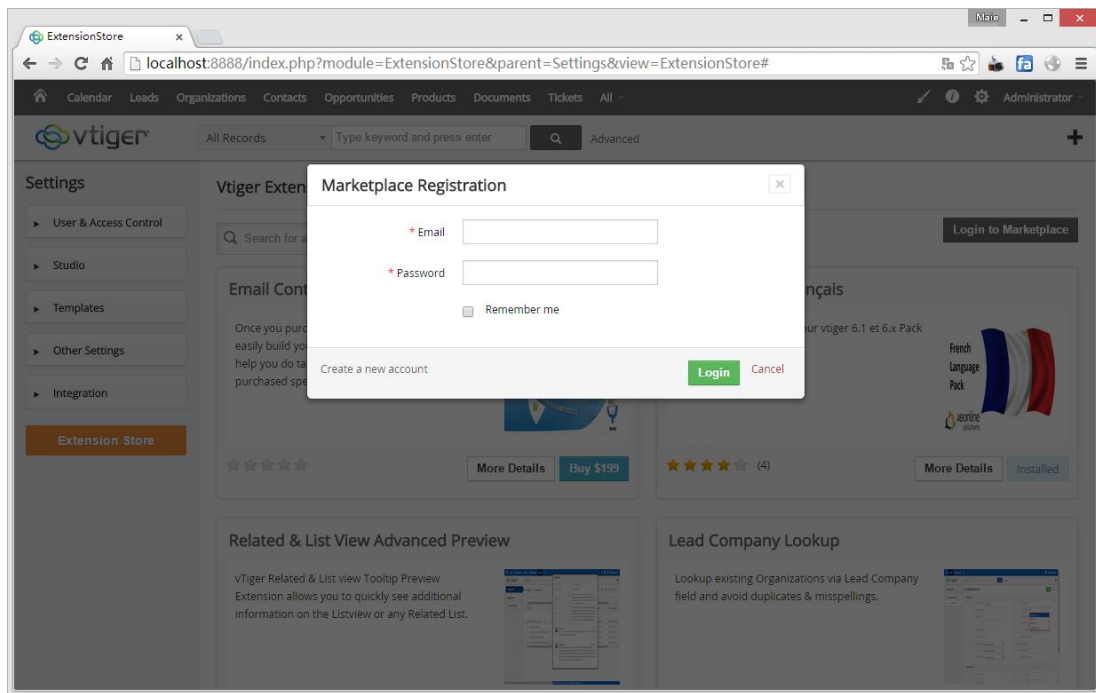 Maio
ExtensionStore
localhost:8888/index.php?module=ExtensionStore&parent=Settings&view=ExtensionStore#
Calendar Leads Organizations Contacts Opportunities Products Documents Tickets All
Administrator
vtiger
All Records
Type keyword and press enter
Advanced
Settings
User & Access Control
Studio
Templates
Other Settings
Integration
Extension Store
Vtiger Exten
Search for a
Login to Marketplace
Marketplace Registration
* Email
* Password
Remember me
Create a new account
Login
Cancel
Email Cont
Once you purc
easily build yo
help you do ta
purchased spe
More Details
Buy $199
nçais
ur vtiger 6.1 et 6.x Pack
French
Language
Pack
(4)
More Details
Installed
Related & List View Advanced Preview
vTiger Related & List view Tooltip Preview
Extension allows you to quickly see additional
information on the Listview or any Related List.
Lead Company Lookup
Lookup existing Organizations via Lead Company
field and avoid duplicates & misspellings.